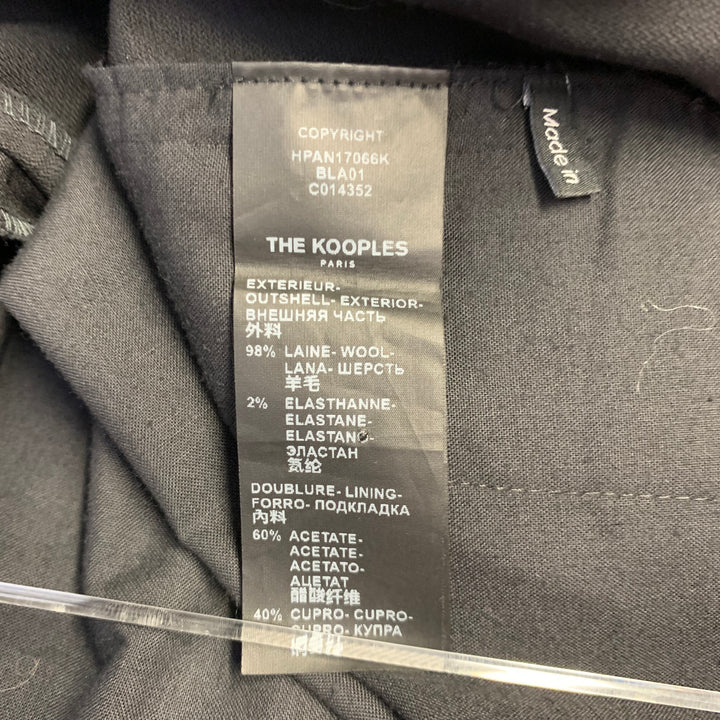 COPYRIGHT
HPAN17066K
BLA01
C014352
THE KOOPLES
PARIS
EXTERIEUR-
OUTSHELL- EXTERIOR-
ВНЕШНЯЯ ЧАСТЬ
外料
98% LAINE- WOOL-
LANA- ШЕРСТЬ
羊毛
2% ELASTHANNE-
ELASTANE-
ELASTANO-
ЭЛАСТАН
氨纶
DOUBLURE- LINING-
FORRO- ПОДКЛАДКА
內料
60% ACETATE-
ACETATE-
ACETATO-
АЦЕТАТ
醋酸纤维
40% CUPRO- CUPRO-
CUPRO- КУПРА
Made in